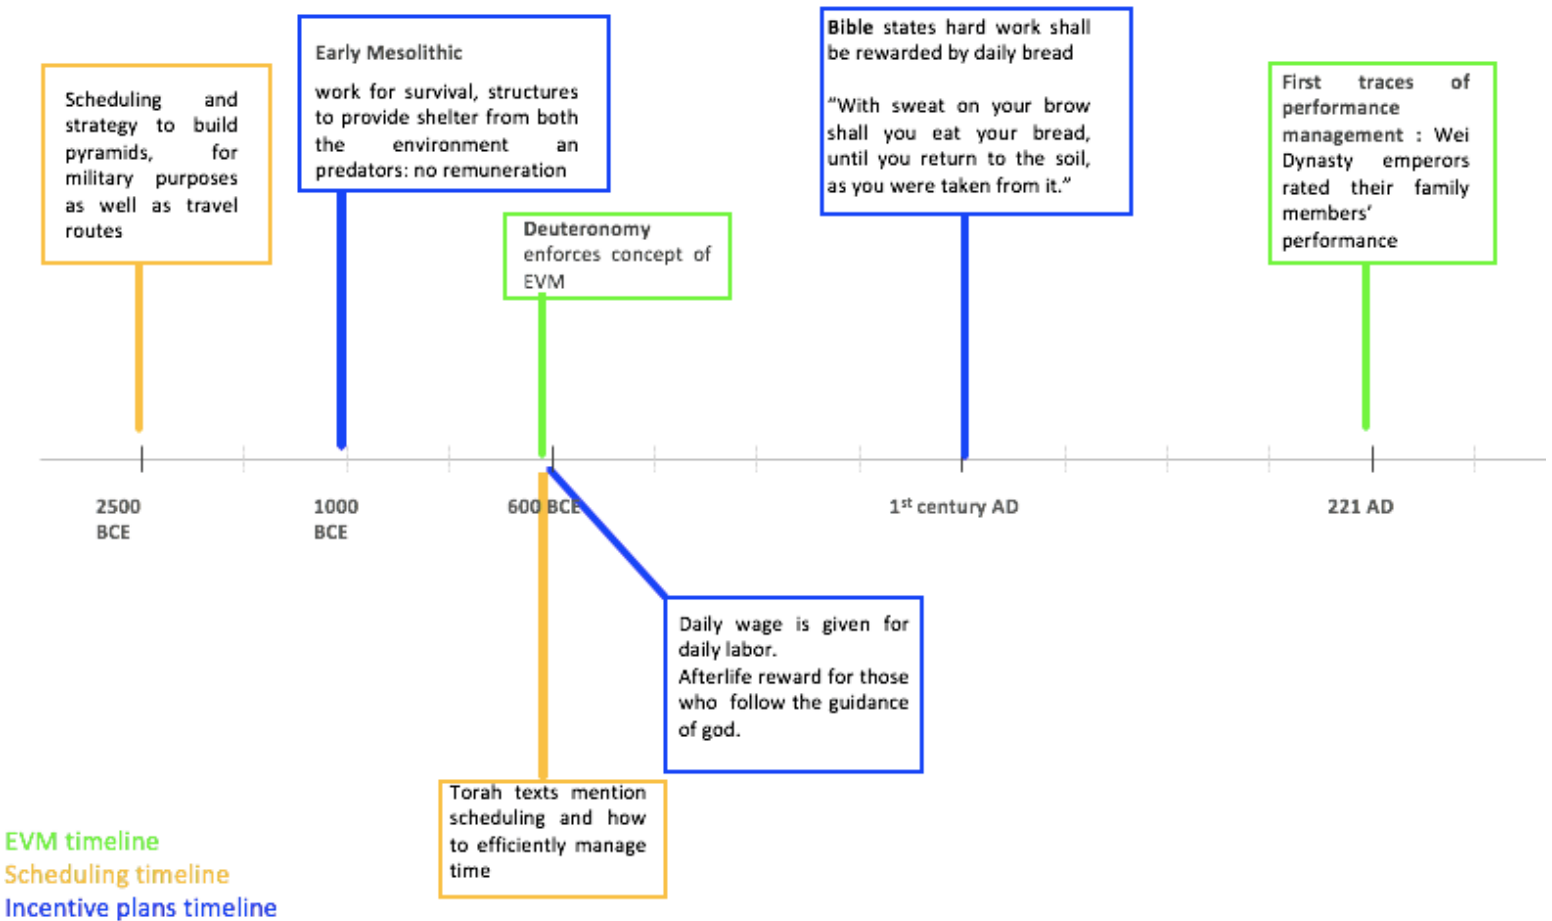 Scheduling and
strategy to build
pyramids, for
military purposes
as well as travel
routes
Early Mesolithic
work for survival, structures
to provide shelter from both
the environment an
predators: no remuneration
Deuteronomy
enforces concept of
EVM
Bible states hard work shall
be rewarded by daily bread
"With sweat on your brow
shall you eat your bread,
until you return to the soil,
as you were taken from it."
First traces of
performance
management : Wei
Dynasty emperors
rated their family
members'
performance
2500
BCE
1000
BCE
600 BCE
1st century AD
221 AD
Daily wage is given for
daily labor.
Afterlife reward for those
who follow the guidance
of god.
Torah texts mention
scheduling and how
to efficiently manage
time
EVM timeline
Scheduling timeline
Incentive plans timeline